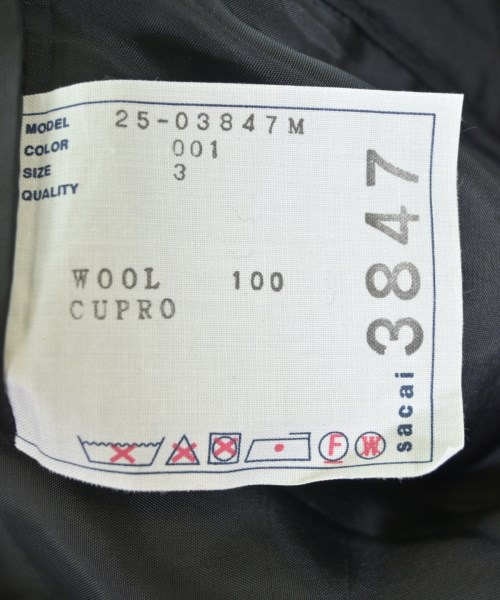 MODEL 25-03847M
COLOR 001
SIZE 3
QUALITY
WOOL 100
CUPRO
sacai 3847
F
W